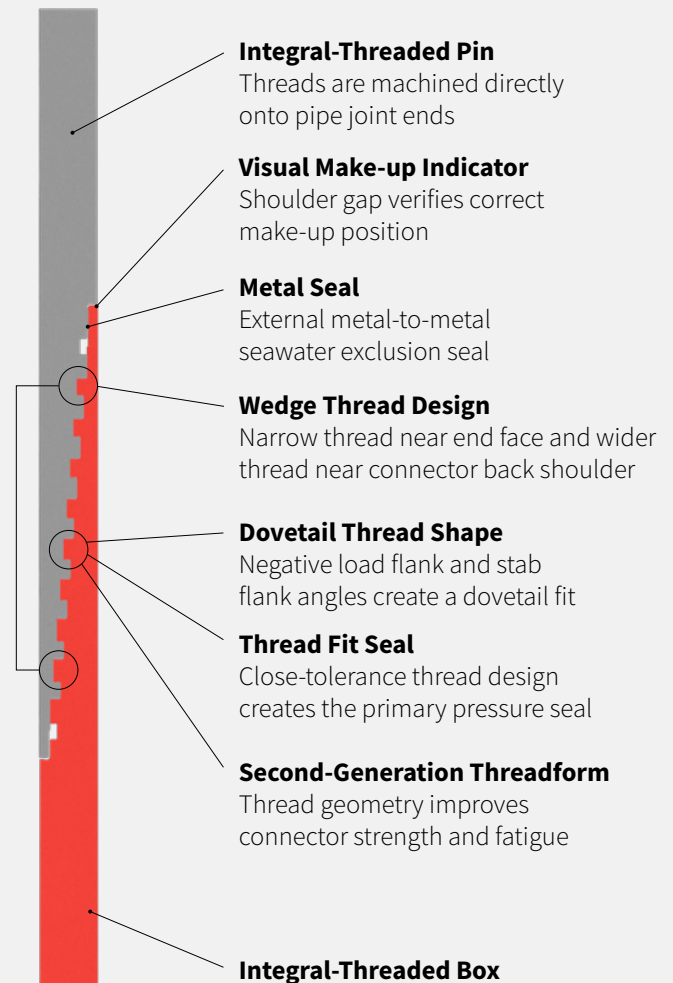 Integral-Threaded Pin
Threads are machined directly
onto pipe joint ends
Visual Make-up Indicator
Shoulder gap verifies correct
make-up position
Metal Seal
External metal-to-metal
seawater exclusion seal
Wedge Thread Design
Narrow thread near end face and wider
thread near connector back shoulder
Dovetail Thread Shape
Negative load flank and stab
flank angles create a dovetail fit
Thread Fit Seal
Close-tolerance thread design
creates the primary pressure seal
Second-Generation Threadform
Thread geometry improves
connector strength and fatigue
Integral-Threaded Box